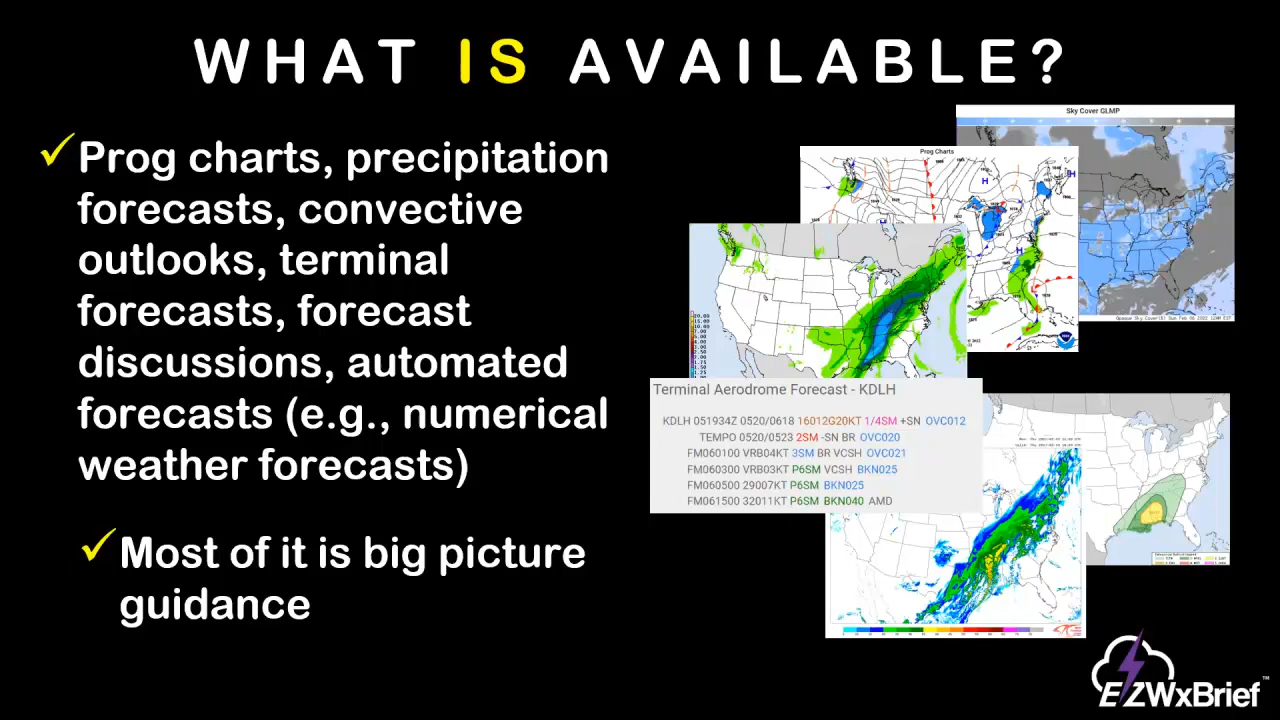 WHAT IS AVAILABLE?
Prog charts, precipitation
forecasts, convective
outlooks, terminal
forecasts, forecast
discussions, automated
forecasts (e.g., numerical
weather forecasts)
Most of it is big picture
guidance
Sky Cover GLMP
Prog Charts
Terminal Aerodrome Forecast - KDLH
KDLH 051934Z 0520/0618 16012G20KT 1/4SM +SN OVC012
TEMPO 0520/0523 2SM -SN BR OVC020
FM060100 VRB04KT 3SM BR VCSH OVC021
FM060300 VRB03KT P6SM VCSH BKN025
FM060500 29007KT P6SM BKN025
FM061500 32011KT P6SM BKN040 AMD
EZWxBrief™